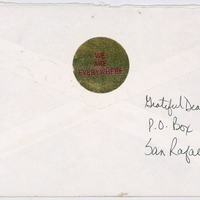 WE
ARE
EVERYWHERE
Grateful Dea
P.O. Box
San Rafae